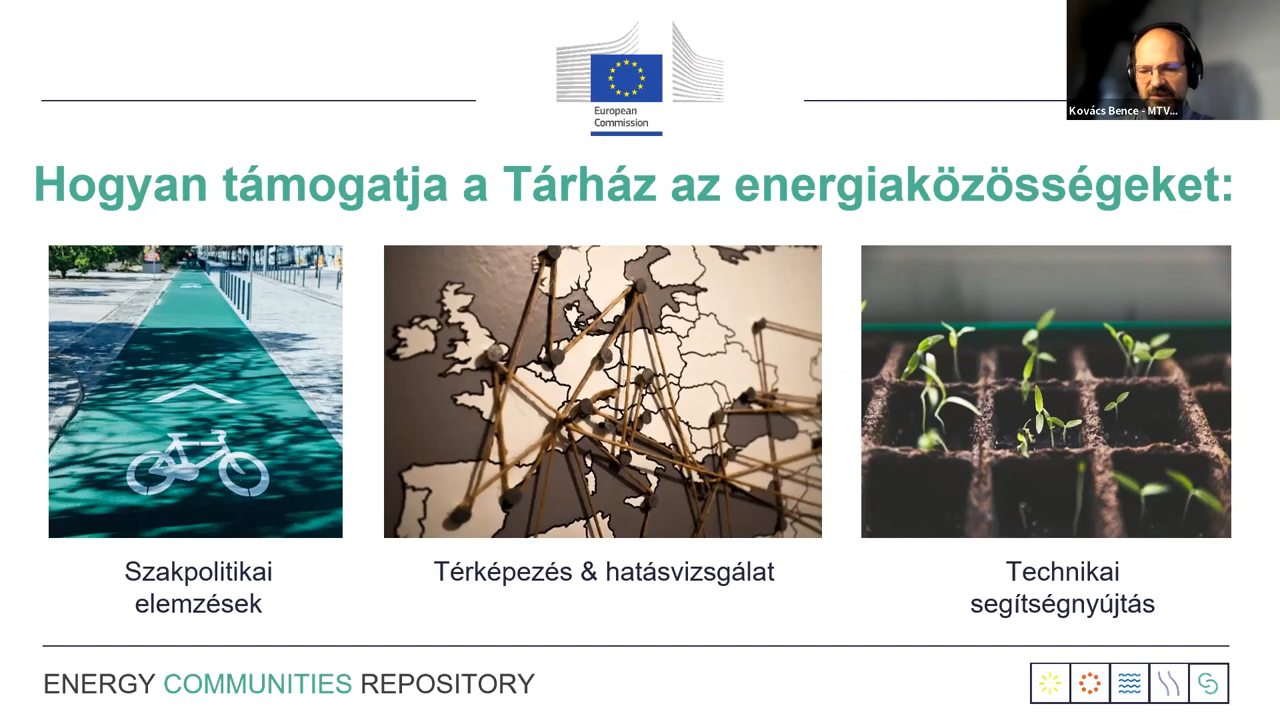 European
Commission
Kovács Bence - MTV...
Hogyan támogatja a Tárház az energiaközösségeket:
Szakpolitikai
elemzések
Térképezés & hatásvizsgálat
Technikai
segítségnyújtás
ENERGY COMMUNITIES REPOSITORY